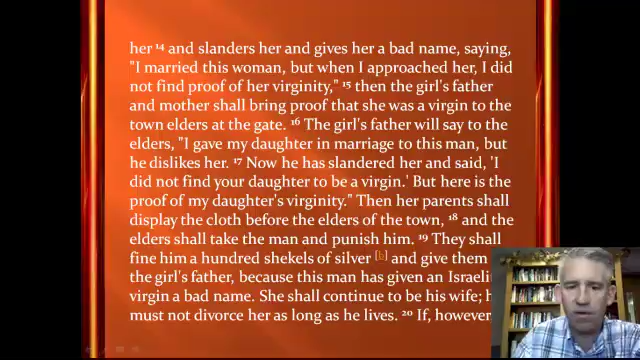 her ¹⁴ and slanders her and gives her a bad name, saying,
"I married this woman, but when I approached her, I did
not find proof of her virginity," ¹⁵ then the girl's father
and mother shall bring proof that she was a virgin to the
town elders at the gate. ¹⁶ The girl's father will say to the
elders, "I gave my daughter in marriage to this man, but
he dislikes her. ¹⁷ Now he has slandered her and said, 'I
did not find your daughter to be a virgin.' But here is the
proof of my daughter's virginity." Then her parents shall
display the cloth before the elders of the town, ¹⁸ and the
elders shall take the man and punish him. ¹⁹ They shall
fine him a hundred shekels of silver [b] and give them
the girl's father, because this man has given an
virgin a bad name. She shall continue to be his wife;
must not divorce her as long as he lives. ²⁰ If, however,